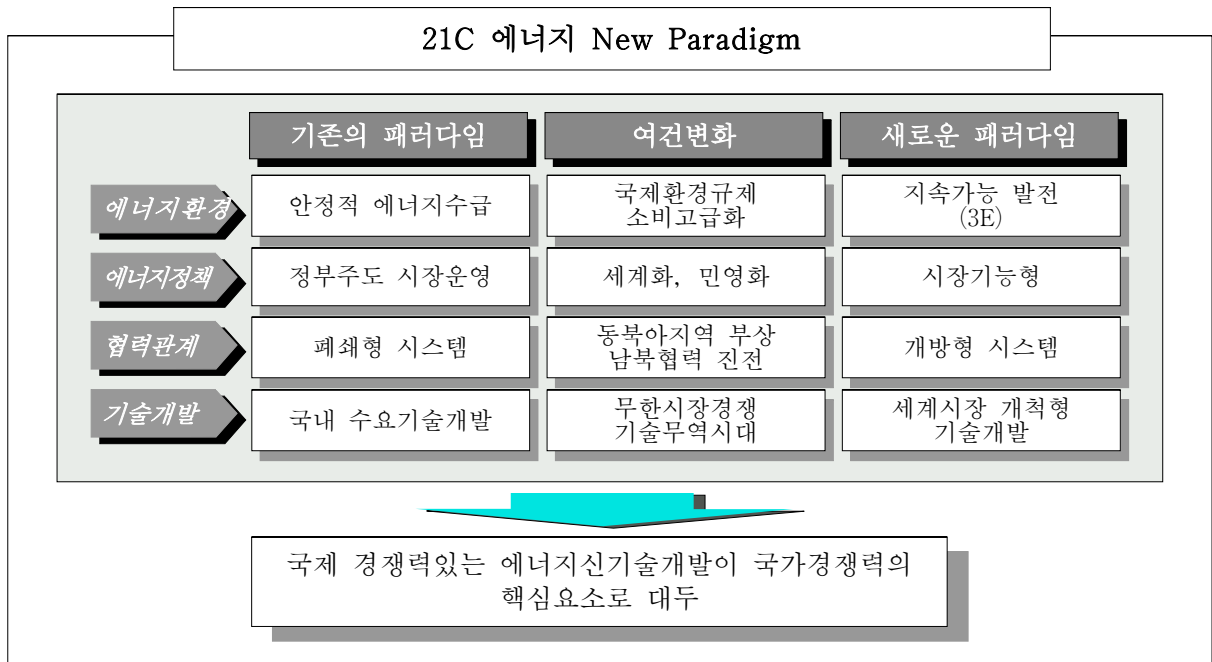 21C 에너지 New Paradigm
기존의 패러다임
여건변화
새로운 패러다임
에너지환경
안정적 에너지수급
국제환경규제
소비고급화
지속가능 발전
(3E)
에너지정책
정부주도 시장운영
세계화, 민영화
시장기능형
협력관계
폐쇄형 시스템
동북아지역 부상
남북협력 진전
개방형 시스템
기술개발
국내 수요기술개발
무한시장경쟁
기술무역시대
세계시장 개척형
기술개발
국제 경쟁력있는 에너지신기술개발이 국가경쟁력의
핵심요소로 대두